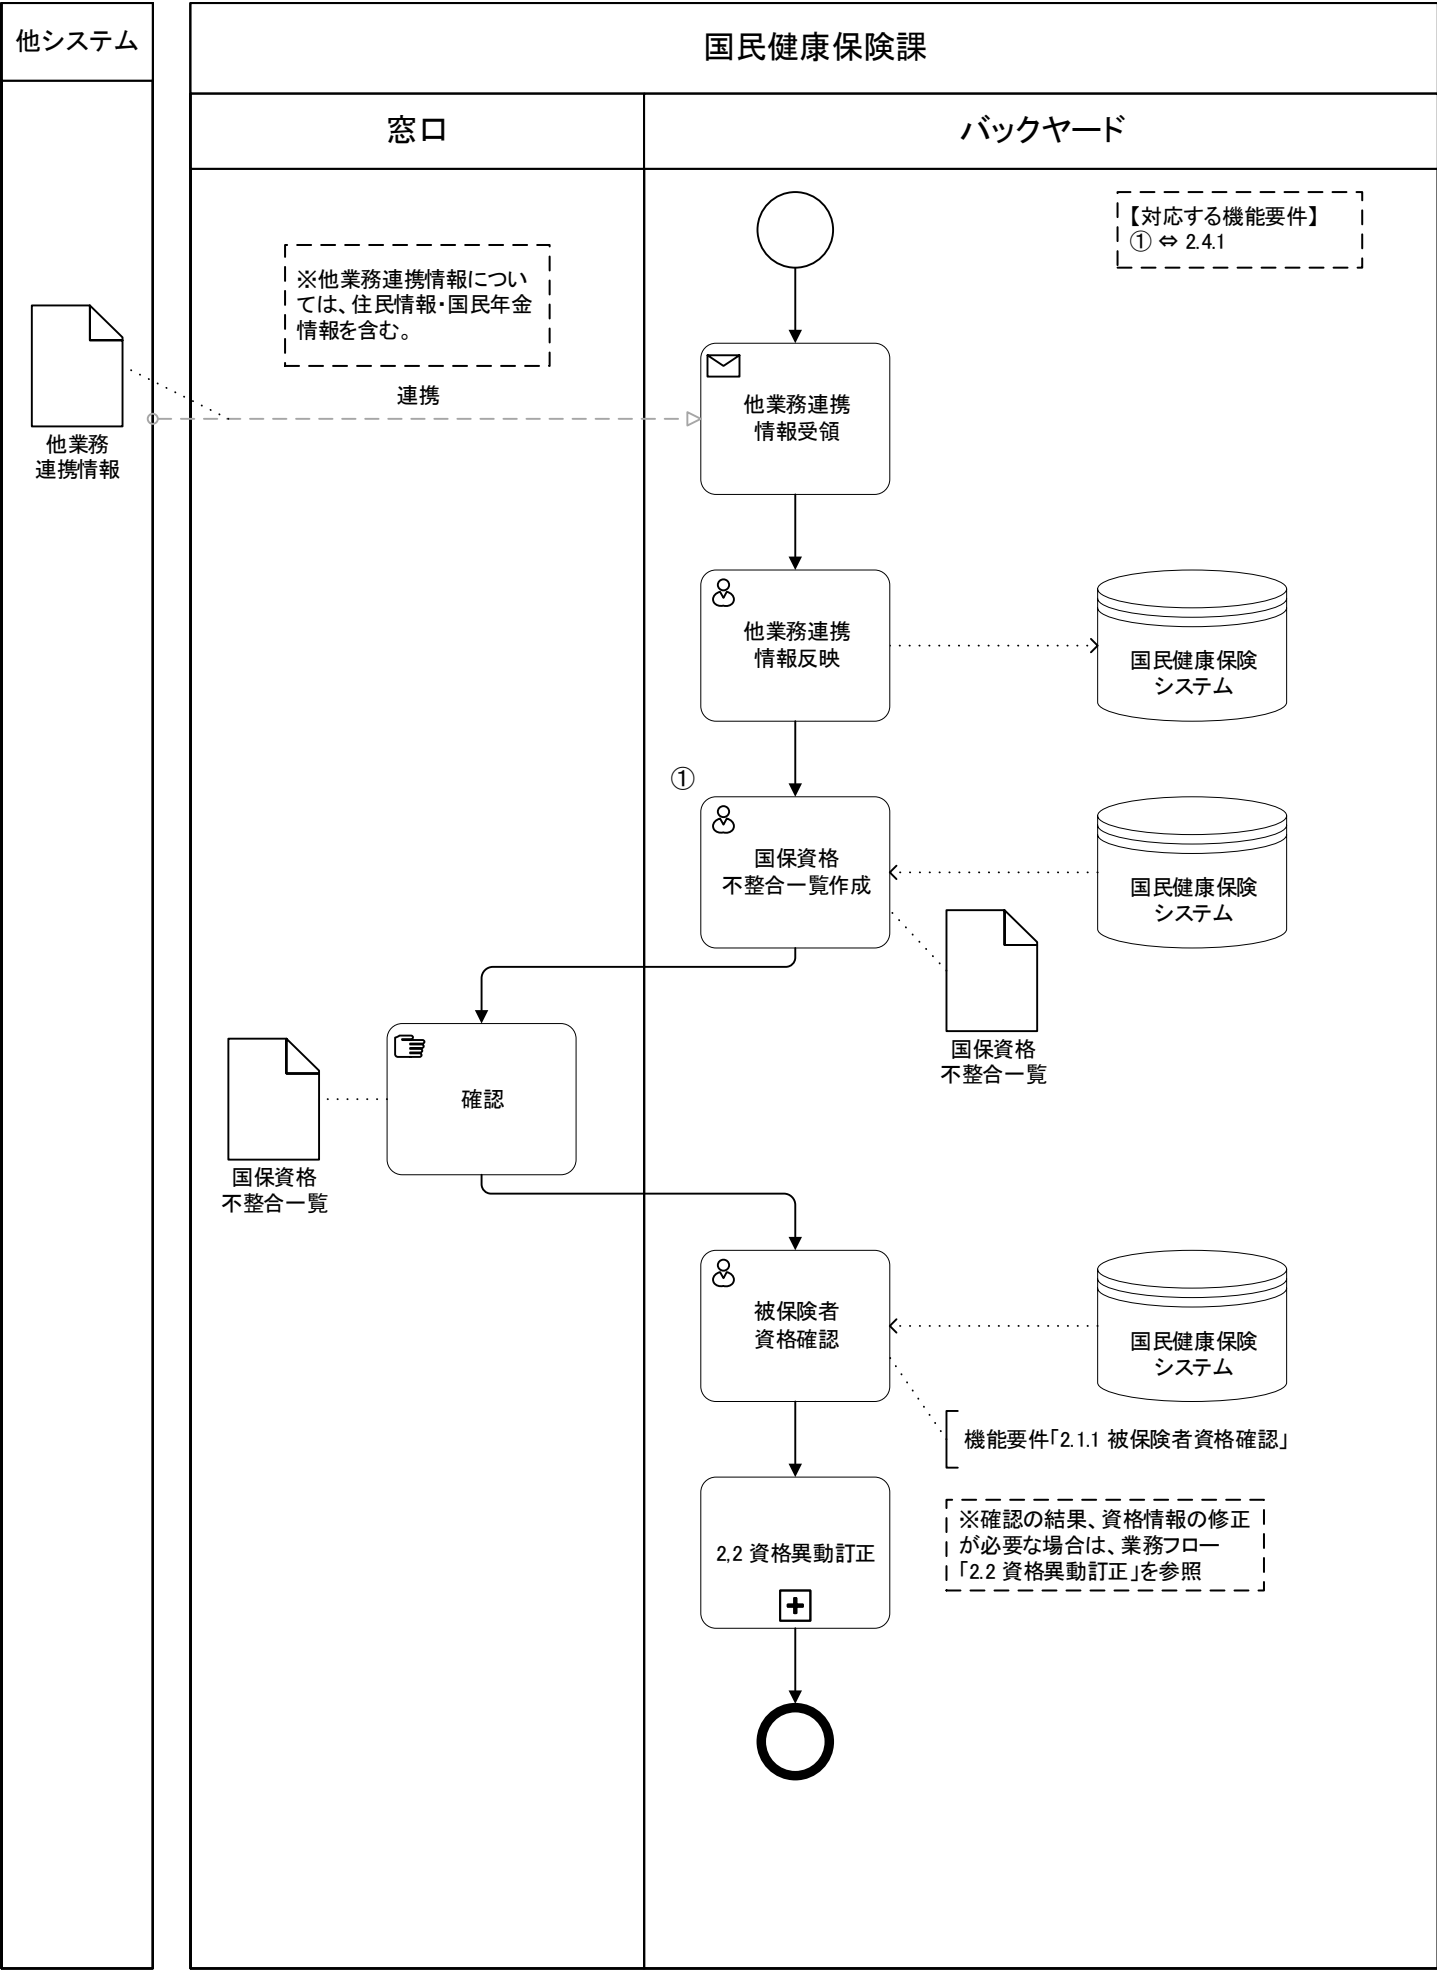 他システム
国民健康保険課
窓口
バックヤード
【対応する機能要件】
① ⇔ 2.4.1
※他業務連携情報につい
ては、住民情報・国民年金
情報を含む。
連携
他業務
連携情報
他業務連携
情報受領
他業務連携
情報反映
国民健康保険
システム
①
国保資格
不整合一覧作成
国民健康保険
システム
国保資格
不整合一覧
確認
国保資格
不整合一覧
被保険者
資格確認
国民健康保険
システム
機能要件「2.1.1 被保険者資格確認」
2,2 資格異動訂正
※確認の結果、資格情報の修正
が必要な場合は、業務フロー
「2.2 資格異動訂正」を参照